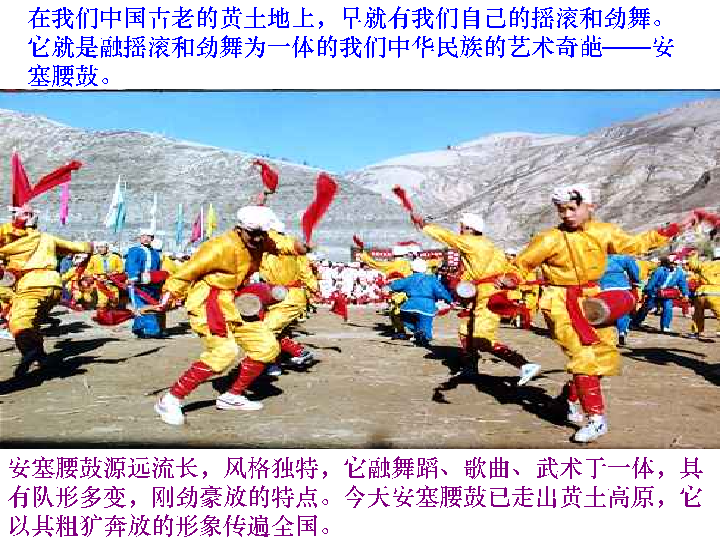 在我们中国古老的黄土地上，早就有我们自己的摇滚和劲舞。
它就是融摇滚和劲舞为一体的我们中华民族的艺术奇葩——安
塞腰鼓。
安塞腰鼓源远流长，风格独特，它融舞蹈、歌曲、武术于一体，具
有队形多变，刚劲豪放的特点。今天安塞腰鼓已走出黄土高原，它
以其粗犷奔放的形象传遍全国。